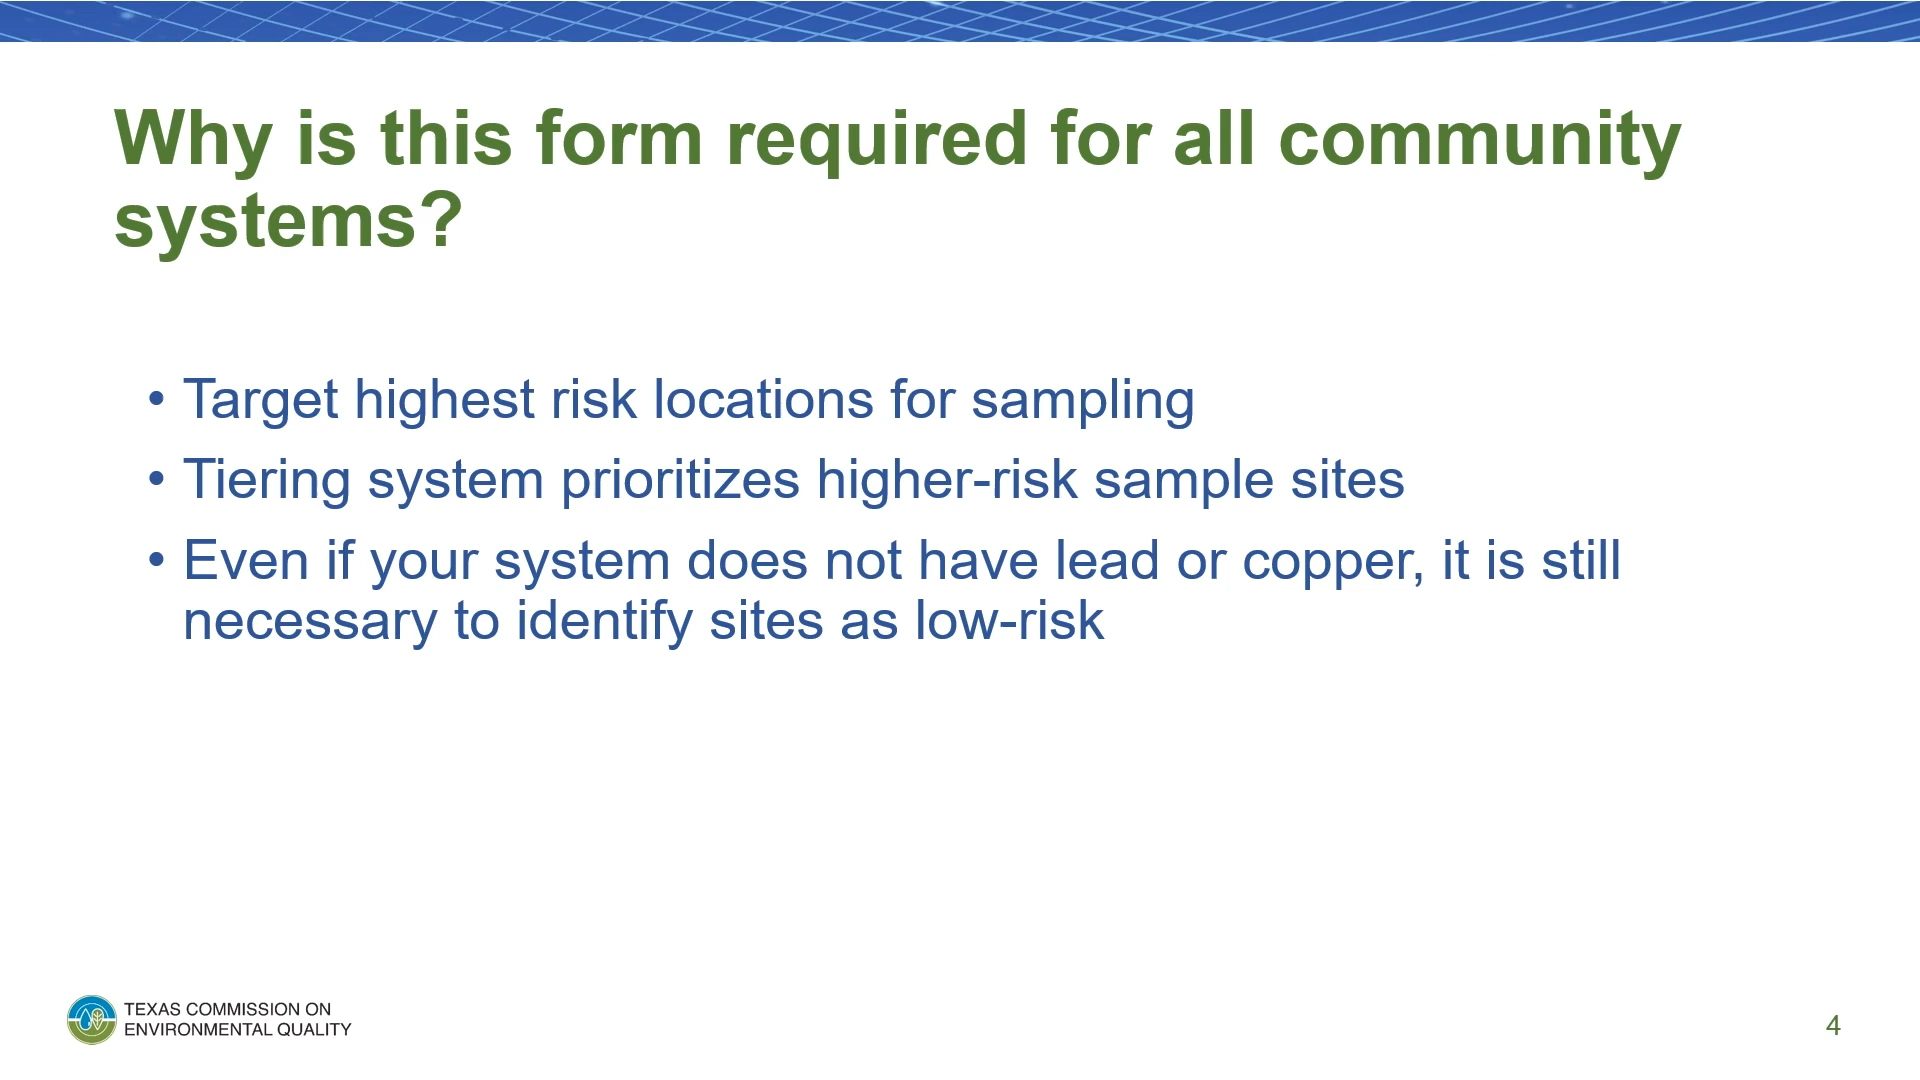 Why is this form required for all community
systems?
• Target highest risk locations for sampling
• Tiering system prioritizes higher-risk sample sites
• Even if your system does not have lead or copper, it is still
necessary to identify sites as low-risk
TEXAS COMMISSION ON
ENVIRONMENTAL QUALITY
4